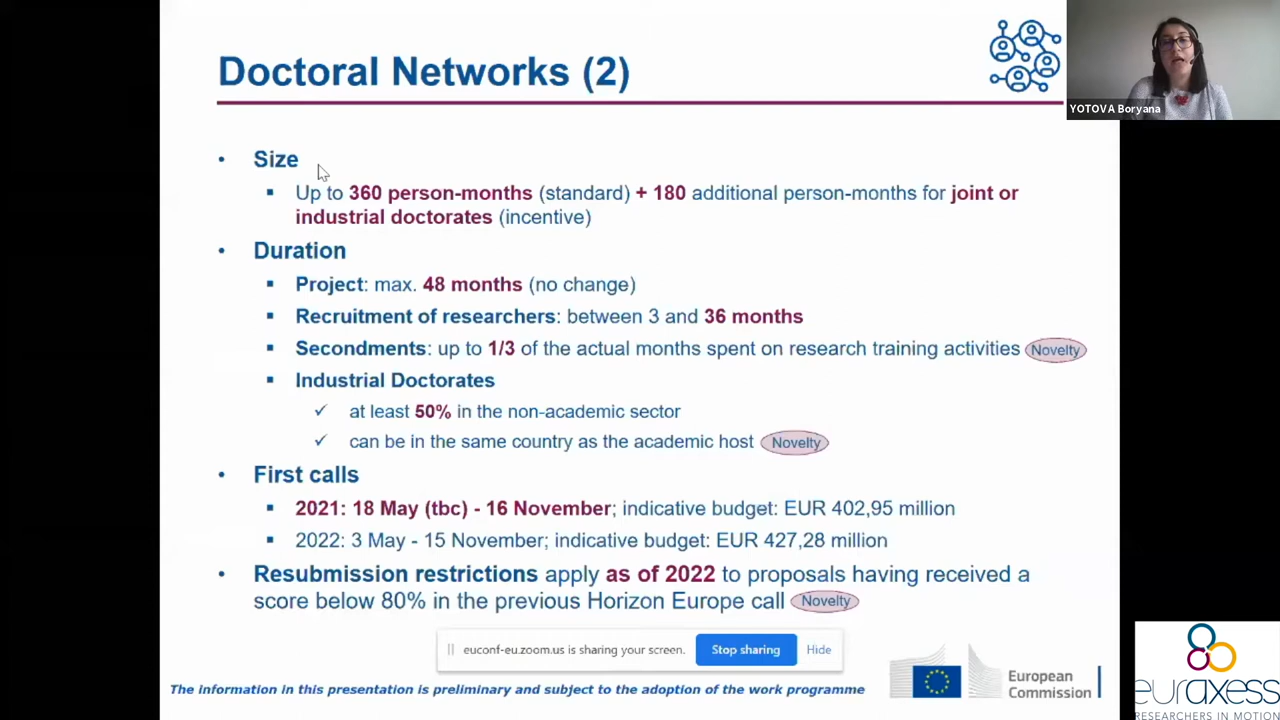 Doctoral Networks (2)
YOTOVA Boryana
• Size
▪ Up to 360 person-months (standard) + 180 additional person-months for joint or
industrial doctorates (incentive)
• Duration
▪ Project: max. 48 months (no change)
▪ Recruitment of researchers: between 3 and 36 months
▪ Secondments: up to 1/3 of the actual months spent on research training activities Novelty
▪ Industrial Doctorates
✓ at least 50% in the non-academic sector
✓ can be in the same country as the academic host Novelty
• First calls
▪ 2021: 18 May (tbc) - 16 November; indicative budget: EUR 402,95 million
▪ 2022: 3 May - 15 November; indicative budget: EUR 427,28 million
• Resubmission restrictions apply as of 2022 to proposals having received a
score below 80% in the previous Horizon Europe call Novelty
euconf-eu.zoom.us is sharing your screen. Stop sharing Hide
The information in this presentation is preliminary and subject to the adoption of the work programme
European
Commission
euraxess
RESEARCHERS IN MOTION